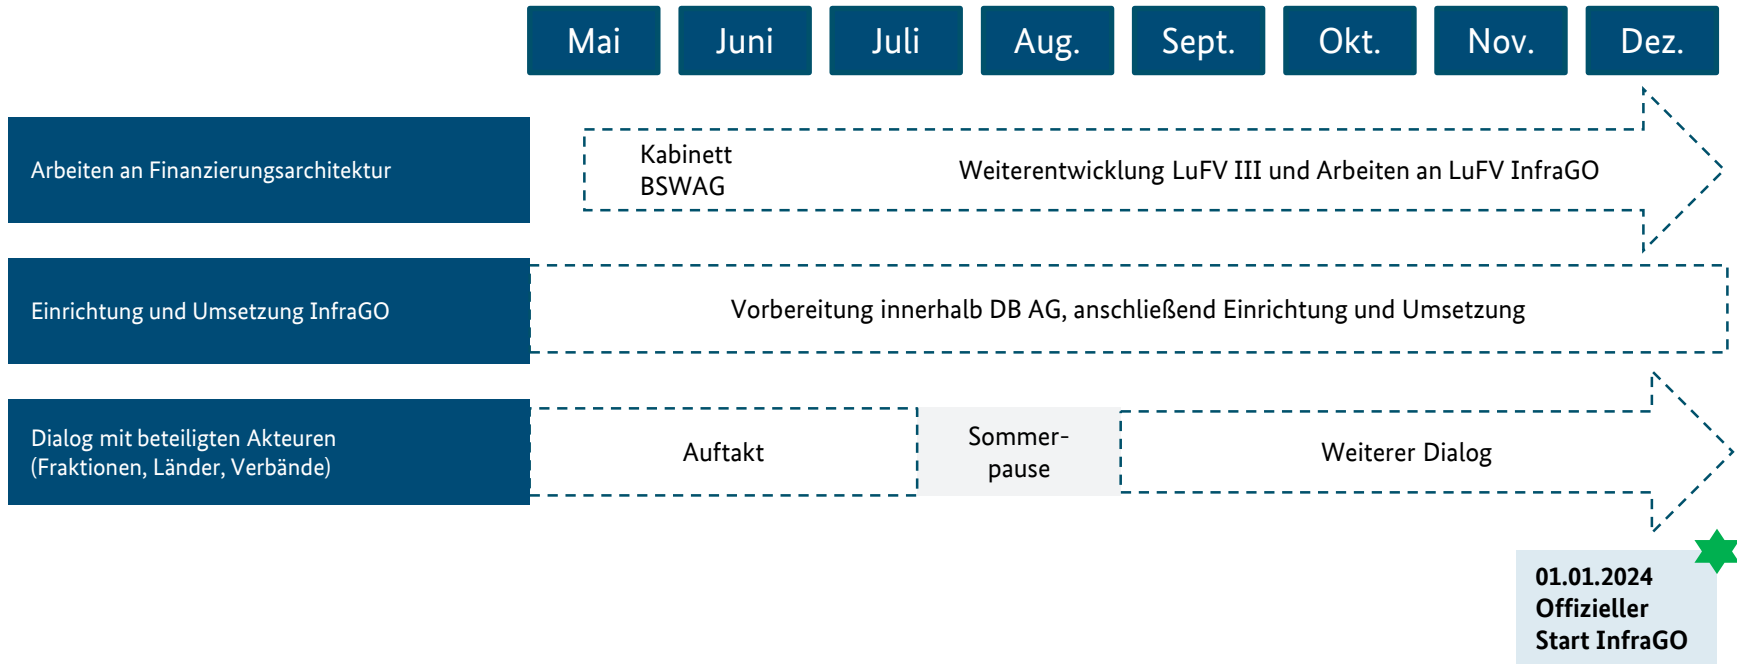 Mai Juni Juli Aug. Sept. Okt. Nov. Dez.
Arbeiten an Finanzierungsarchitektur
Kabinett
BSWAG
Weiterentwicklung LuFV III und Arbeiten an LuFV InfraGO
Einrichtung und Umsetzung InfraGO
Vorbereitung innerhalb DB AG, anschließend Einrichtung und Umsetzung
Dialog mit beteiligten Akteuren
(Fraktionen, Länder, Verbände)
Auftakt
Sommer-
pause
Weiterer Dialog
01.01.2024
Offizieller
Start InfraGO